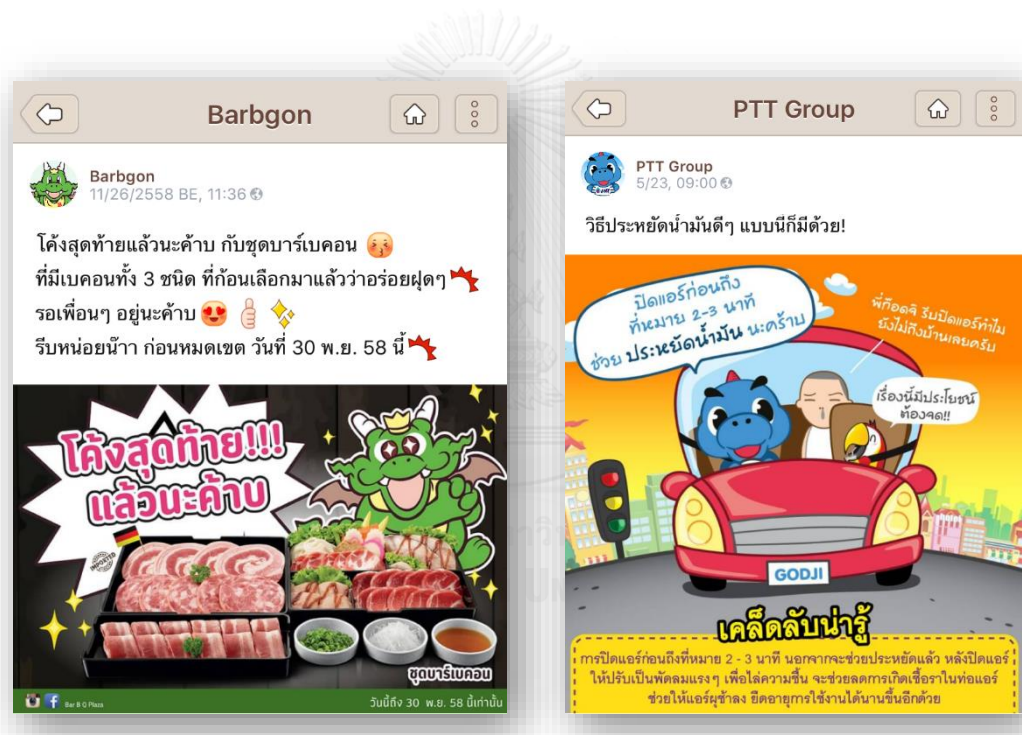 Barbgon
Barbgon
11/26/2558 BE, 11:36
โค้งสุดท้ายแล้วนะค้าบ กับชุดบาร์เบคอน
ที่มีเบคอนทั้ง 3 ชนิด ที่ก้อนเลือกมาแล้วว่าอร่อยฝุดๆ
รอเพื่อนๆ อยู่นะค้าบ
รีบหน่อยน๊าา ก่อนหมดเขต วันที่ 30 พ.ย. 58 นี้
โค้งสุดท้าย!!!
แล้วนะค้าบ
IMPORTED
ชุดบาร์เบคอน
Bar B Q Plaza
วันนี้ถึง 30 พ.ย. 58 นี้เท่านั้น
PTT Group
PTT Group
5/23, 09:00
วิธีประหยัดน้ำมันดีๆ แบบนี้ก็มีด้วย!
ปิดแอร์ก่อนถึง
ที่หมาย 2-3 นาที
ช่วย ประหยัดน้ำมัน นะคร้าบ
พี่ก๊อดจิ รีบปิดแอร์ทำไม
ยังไม่ถึงบ้านเลยครับ
เรื่องนี้มีประโยชน์
ต้องจด!!
GODJI
เคล็ดลับน่ารู้
การปิดแอร์ก่อนถึงที่หมาย 2 - 3 นาที นอกจากจะช่วยประหยัดแล้ว หลังปิดแอร์
ให้ปรับเป็นพัดลมแรงๆ เพื่อไล่ความชื้น จะช่วยลดการเกิดเชื้อราในท่อแอร์
ช่วยให้แอร์ผุช้าลง ยืดอายุการใช้งานได้นานขึ้นอีกด้วย